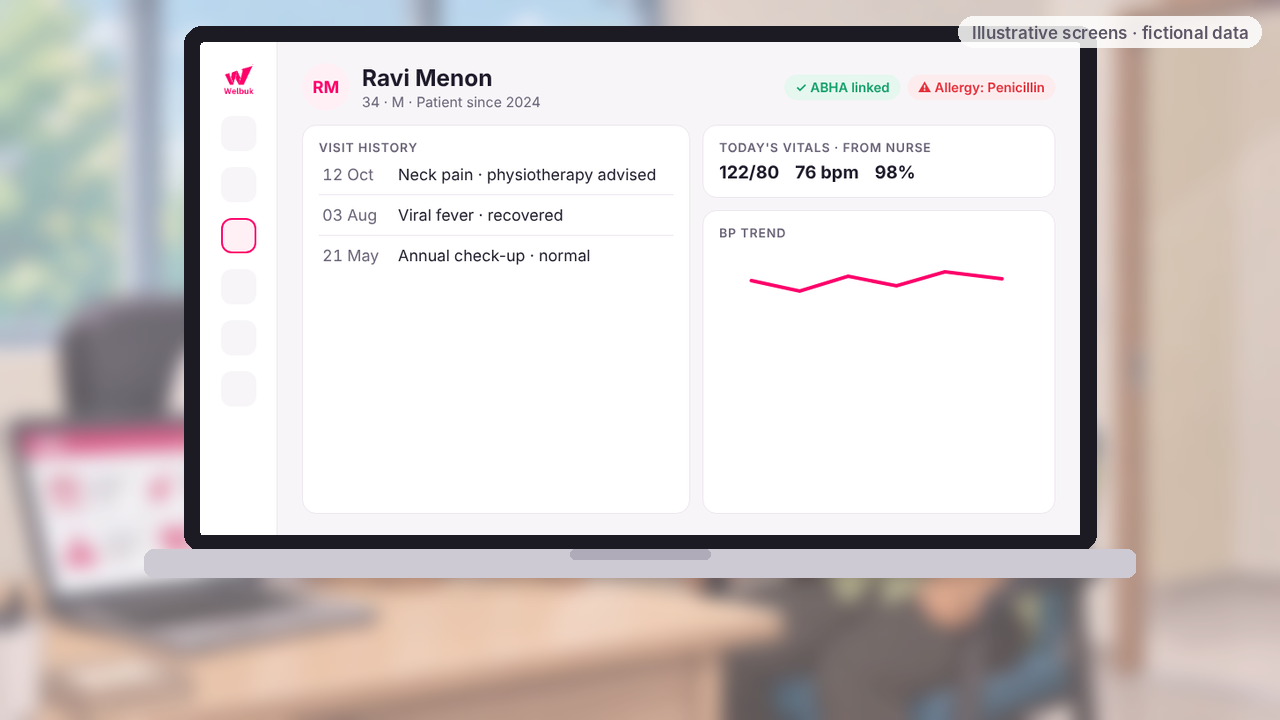 Illustrative screens · fictional data
Welbuk
RM
Ravi Menon
34 · M · Patient since 2024
✓ ABHA linked
⚠ Allergy: Penicillin
VISIT HISTORY
12 Oct Neck pain · physiotherapy advised
03 Aug Viral fever · recovered
21 May Annual check-up · normal
TODAY'S VITALS · FROM NURSE
122/80 76 bpm 98%
BP TREND